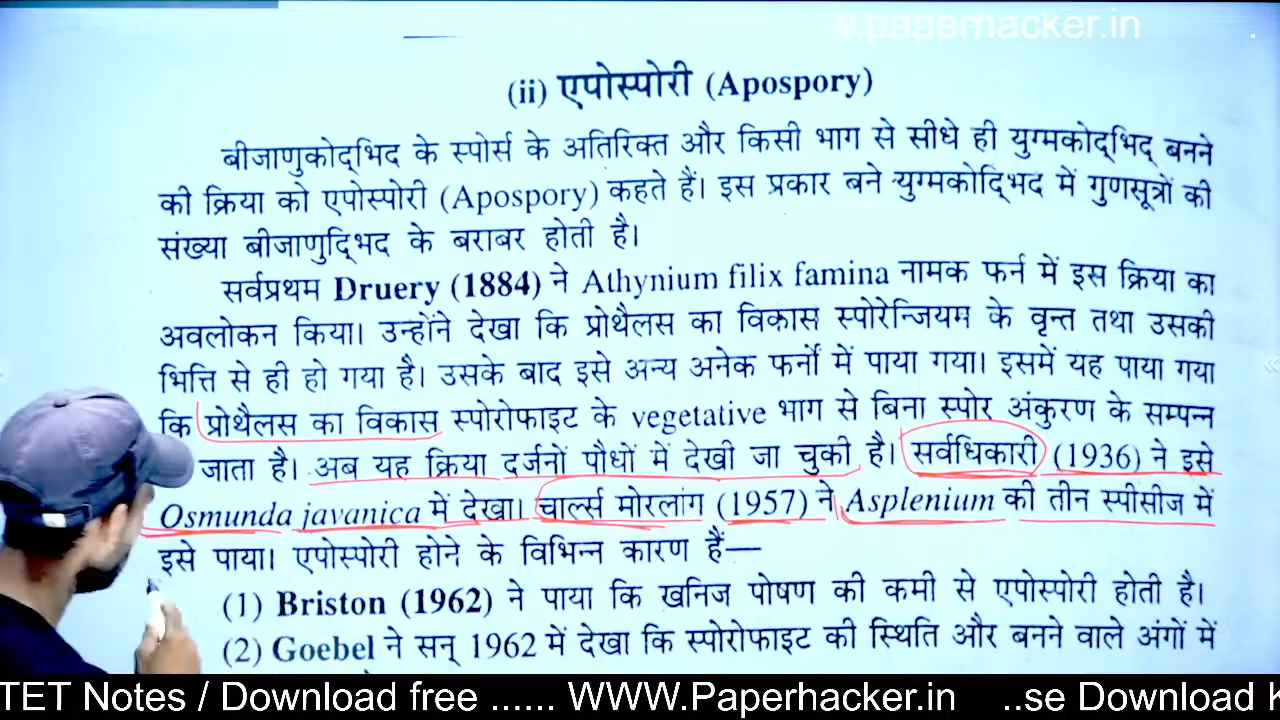 v.paperhacker.in
(ii) एपोस्पोरी (Apospory)
बीजाणुकोद्भिद के स्पोर्स के अतिरिक्त और किसी भाग से सीधे ही युग्मकोद्भिद् बनने
की क्रिया को एपोस्पोरी (Apospory) कहते हैं। इस प्रकार बने युग्मकोद्भिद में गुणसूत्रों की
संख्या बीजाणुद्भिद के बराबर होती है।
सर्वप्रथम Druery (1884) ने Athynium filix famina नामक फर्न में इस क्रिया का
अवलोकन किया। उन्होंने देखा कि प्रोथैलस का विकास स्पोरेन्जियम के वृन्त तथा उसकी
भित्ति से ही हो गया है। उसके बाद इसे अन्य अनेक फर्नों में पाया गया। इसमें यह पाया गया
कि प्रोथैलस का विकास स्पोरोफाइट के vegetative भाग से बिना स्पोर अंकुरण के सम्पन्न
जाता है। अब यह क्रिया दर्जनों पौधों में देखी जा चुकी है। सर्वधिकारी (1936) ने इसे
Osmunda javanica में देखा। चार्ल्स मोरलांग (1957) ने Asplenium की तीन स्पीसीज में
इसे पाया। एपोस्पोरी होने के विभिन्न कारण हैं—
(1) Briston (1962) ने पाया कि खनिज पोषण की कमी से एपोस्पोरी होती है।
(2) Goebel ने सन् 1962 में देखा कि स्पोरोफाइट की स्थिति और बनने वाले अंगों में
TET Notes / Download free ...... WWW.Paperhacker.in ..se Download K